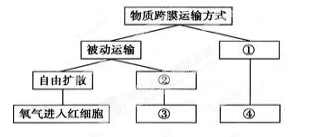 物质跨膜运输方式
被动运输 ①
自由扩散 ②
氧气进入红细胞 ③ ④